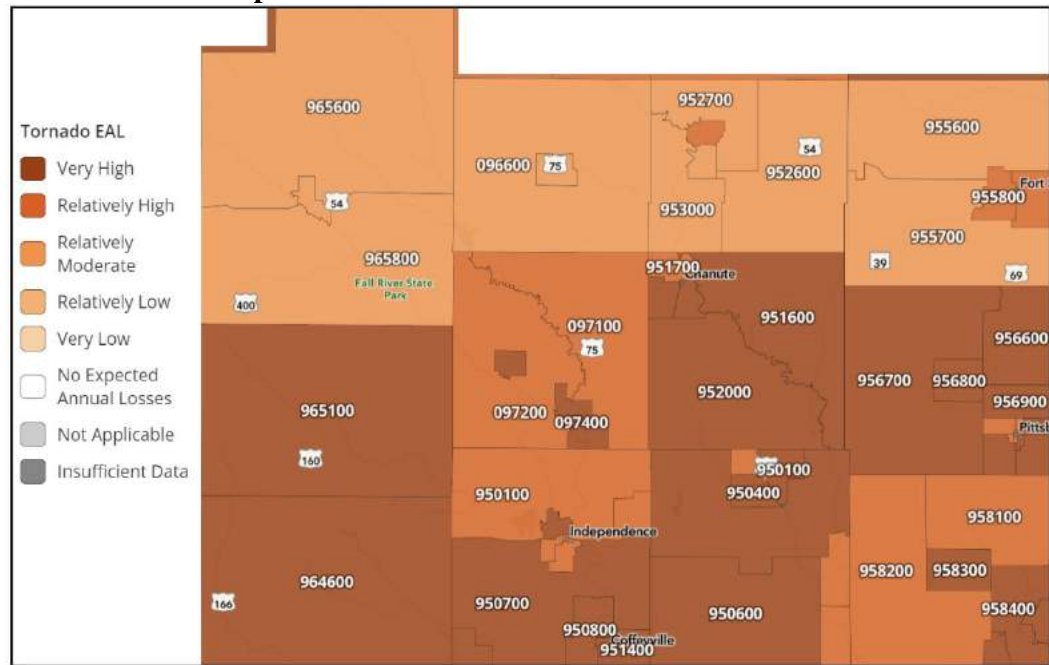 Tornado EAL
Very High
Relatively High
Relatively
Moderate
Relatively Low
Very Low
No Expected
Annual Losses
Not Applicable
Insufficient Data
965600
952700
955600
096600
75
54
952600
54
953000
955800
Fort
955700
965800
39
69
Fall River State
Park
400
951700
Chanute
097100
951600
75
956600
965100
952000
956700
956800
097200
097400
956900
Pittsb
160
950100
950100
950400
958100
Independence
964600
958200
958300
166
950700
950600
958400
950800
Coffeyville
951400